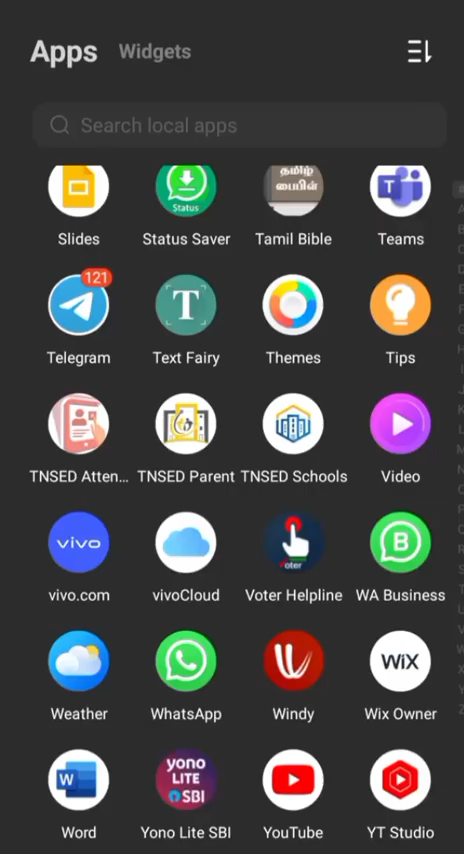 Apps Widgets
Search local apps
Status
தமிழ்
பைபிள்
Slides Status Saver Tamil Bible Teams
T
121
T
Telegram Text Fairy Themes Tips
TNSED Atten... TNSED Parent TNSED Schools Video
vivo
Voter
B
vivo.com vivoCloud Voter Helpline WA Business
WiX
Weather WhatsApp Windy Wix Owner
W
yono
LITE
SBI
Word Yono Lite SBI YouTube YT Studio